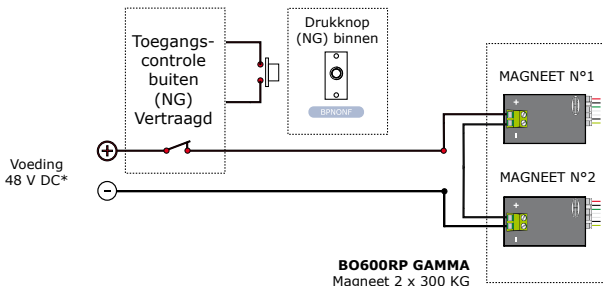 Toegangs-
controle
buiten
(NG)
Vertraagd
Drukknop
(NG) binnen
BPNONF
MAGNEET N°1
+
-
Voeding
48 V DC*
+
-
MAGNEET N°2
+
-
BO600RP GAMMA
Magneet 2 x 300 KG